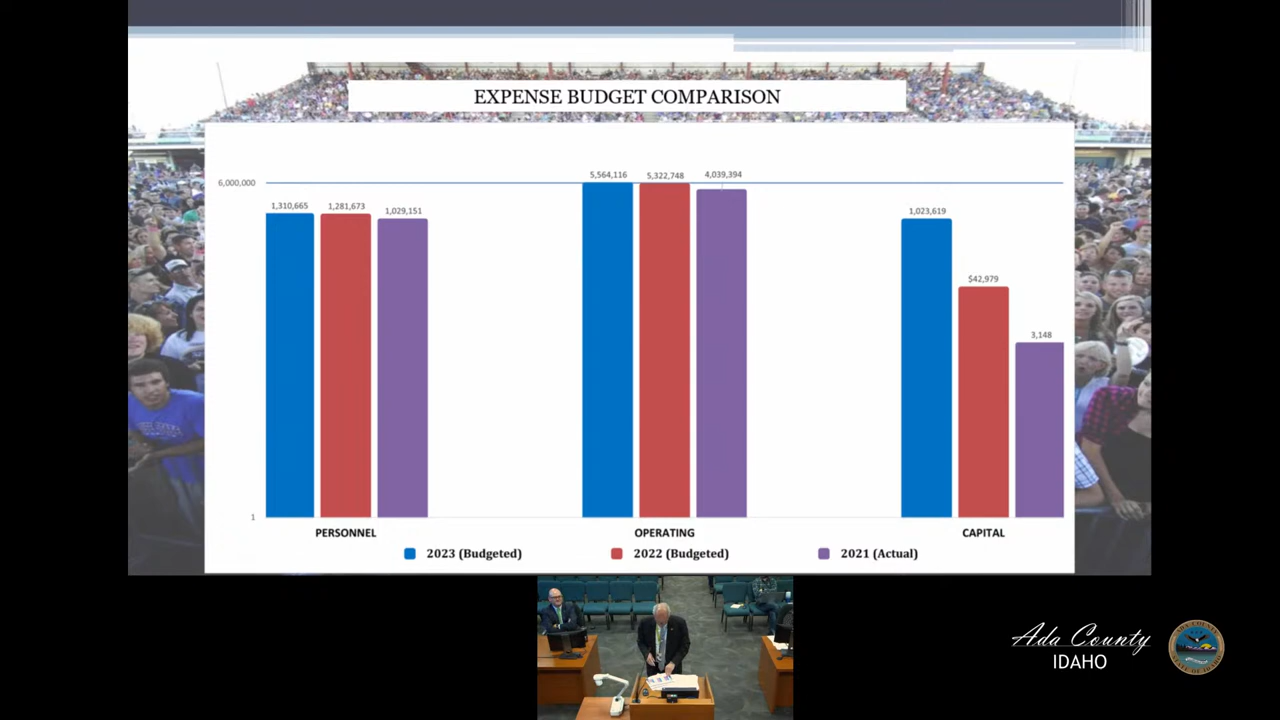 EXPENSE BUDGET COMPARISON
6,000,000
1,310,665
1,281,673
1,029,151
5,564,116
5,322,748
4,039,394
1,023,619
$42,979
3,148
1
PERSONNEL
OPERATING
CAPITAL
2023 (Budgeted)
2022 (Budgeted)
2021 (Actual)
Ada County
IDAHO